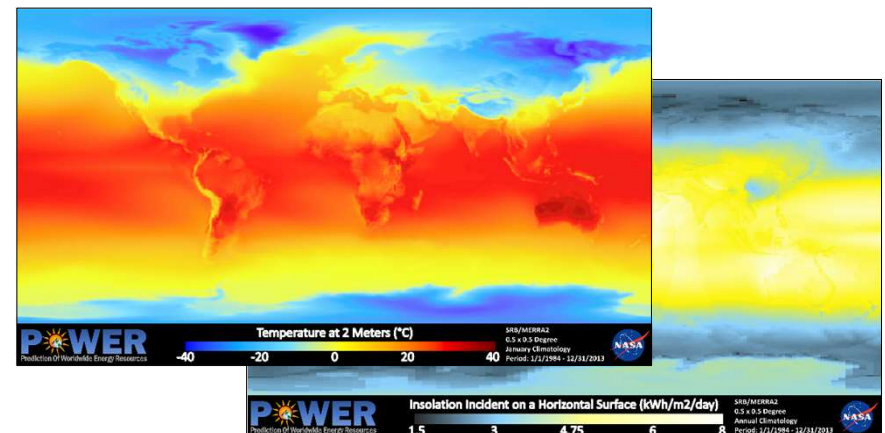 POWER
Prediction Of Worldwide Energy Resources
Temperature at 2 Meters (°C)
-40 -20 0 20 40
SRB/MERRA2
0.5 x 0.5 Degree
January Climatology
Period: 1/1/1984 - 12/31/2013
NASA
POWER
Prediction Of Worldwide Energy Resources
Insolation Incident on a Horizontal Surface (kWh/m2/day)
1.5 3 4.75 6 8
SRB/MERRA2
0.5 x 0.5 Degree
Annual Climatology
Period: 1/1/1984 - 12/31/2013
NASA